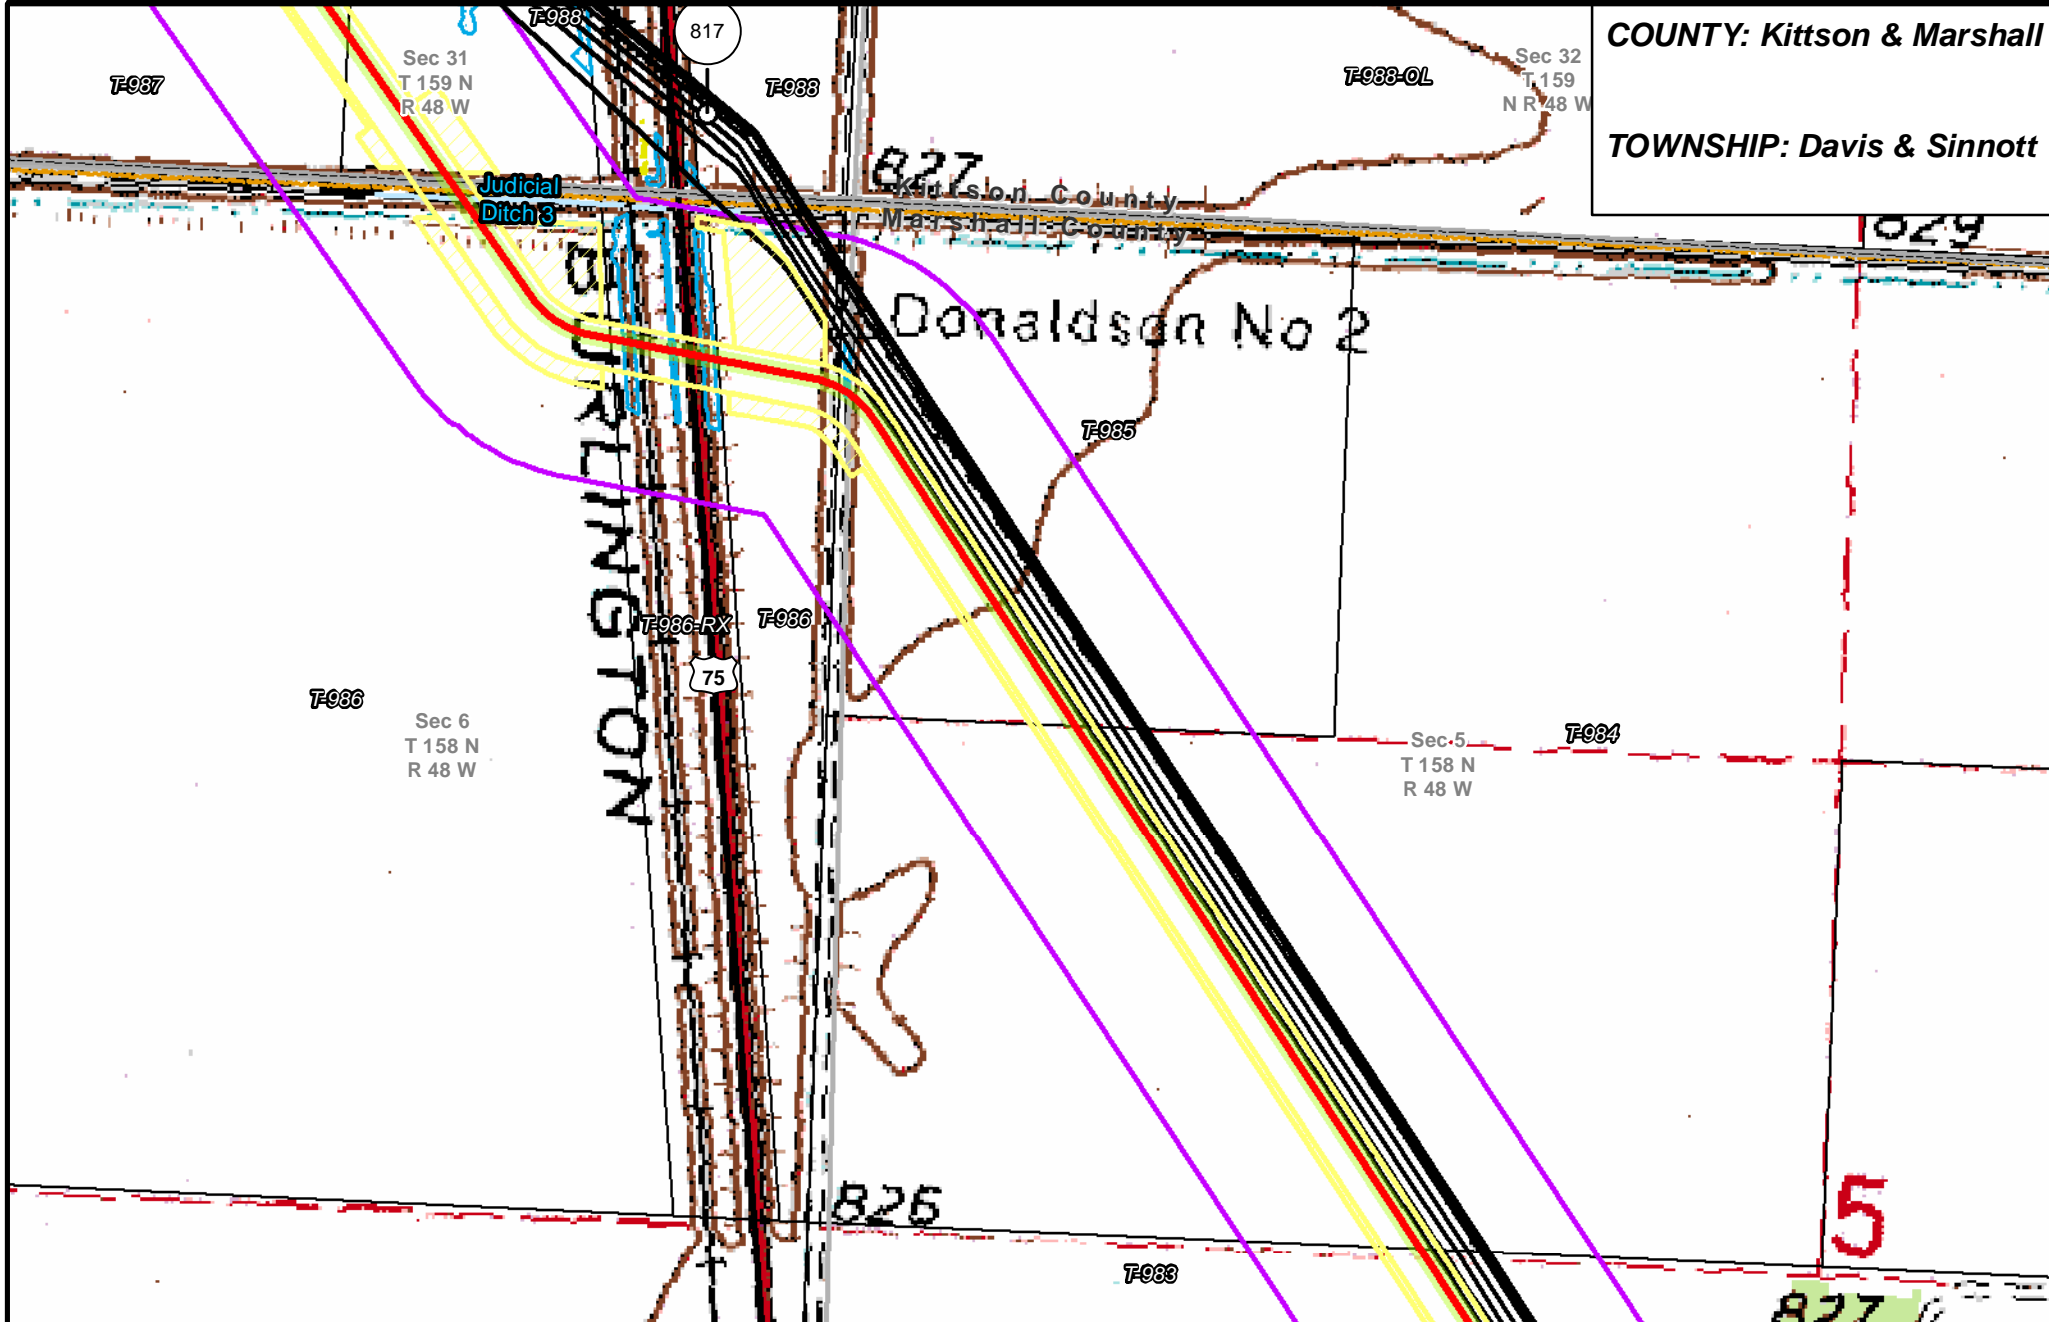 COUNTY: Kittson & Marshall
TOWNSHIP: Davis & Sinnott
T-988
817
Sec 31
T 159 N
R 48 W
T-987
T-988
T-988-OL
Sec 32
T 159
N R 48 W
827
Kittson County
Marshall County
829
Judicial
Ditch 3
Donaldson No 2
BURLINGTON
T-985
T-986-RX
T-986
75
T-986
Sec 6
T 158 N
R 48 W
Sec 5
T 158 N
R 48 W
T-984
826
5
T-983
827